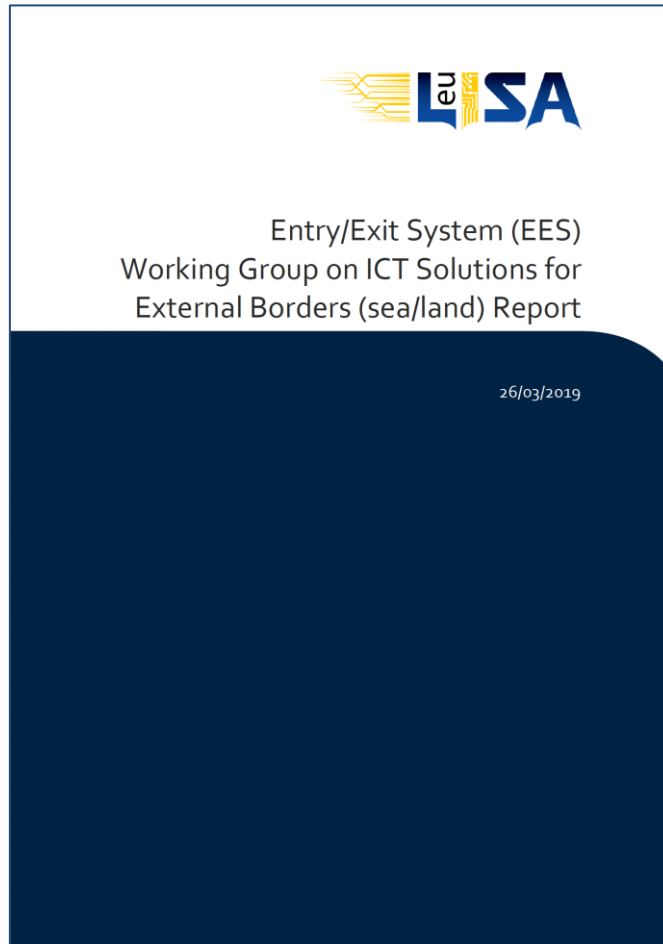 eu LISA
Entry/Exit System (EES)
Working Group on ICT Solutions for
External Borders (sea/land) Report
26/03/2019